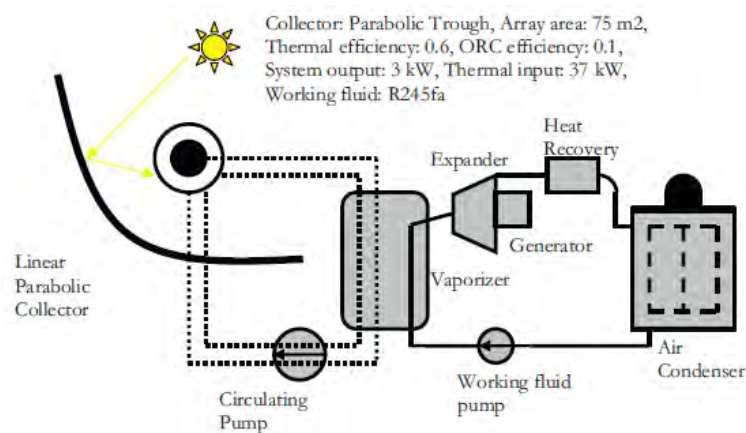 Collector: Parabolic Trough, Array area: 75 m2,
Thermal efficiency: 0.6, ORC efficiency: 0.1,
System output: 3 kW, Thermal input: 37 kW,
Working fluid: R245fa
Heat
Recovery
Expander
Generator
Vaporizer
Linear
Parabolic
Collector
Air
Condenser
Circulating
Pump
Working fluid
pump